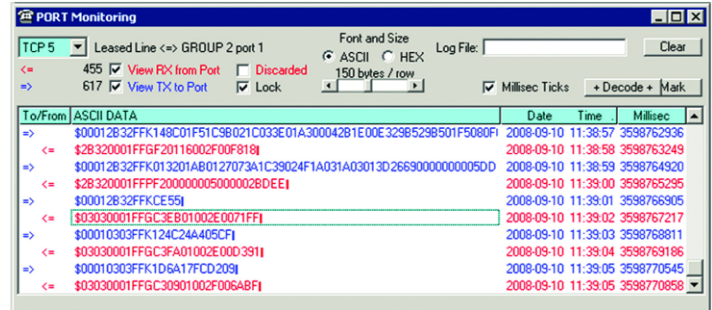 PORT Monitoring
TCP 5 Leased Line <=> GROUP 2 port 1 Font and Size Log File: Clear
ASCII HEX
<= 455 View RX from Port Discarded 150 bytes / row
=> 617 View TX to Port Lock Millisec Ticks + Decode + Mark
To/From ASCII DATA Date Time . Millisec
=> $00012B32FFK148C01F51C9B021C033E01A300042B1E00E329B529B501F5080F 2008-09-10 11:38:57 3598762936
<= $2B320001FFGF20116002F00F818 2008-09-10 11:38:58 3598763249
=> $00012B32FFK013201AB0127073A1C39024F1A031A03013D26690000000005DD 2008-09-10 11:38:59 3598764920
<= $2B320001FFPF200000005000002BDEE 2008-09-10 11:39:00 3598765295
=> $00012B32FFKCE55 2008-09-10 11:39:01 3598766905
<= $03030001FFGC3EB01002E0071FF 2008-09-10 11:39:02 3598767217
=> $00010303FFK124C24A405CF 2008-09-10 11:39:03 3598768811
<= $03030001FFGC3FA01002E00D391 2008-09-10 11:39:04 3598769186
=> $00010303FFK1D6A17FCD209 2008-09-10 11:39:05 3598770545
<= $03030001FFGC30901002F006ABF 2008-09-10 11:39:05 3598770858